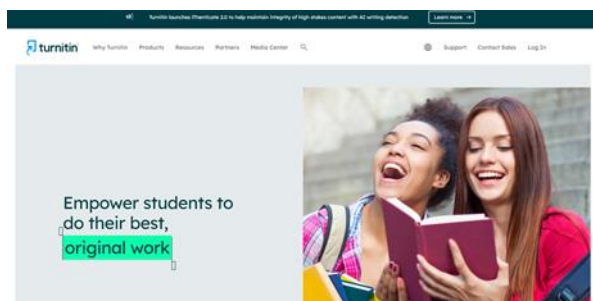 Turnitin launches iThenticate 2.0 to help maintain integrity of high stakes content with AI writing detection
Learn more →
turnitin
Why Turnitin Products Resources Partners Media Center
Support Contact Sales Log In
Empower students to
do their best,
original work